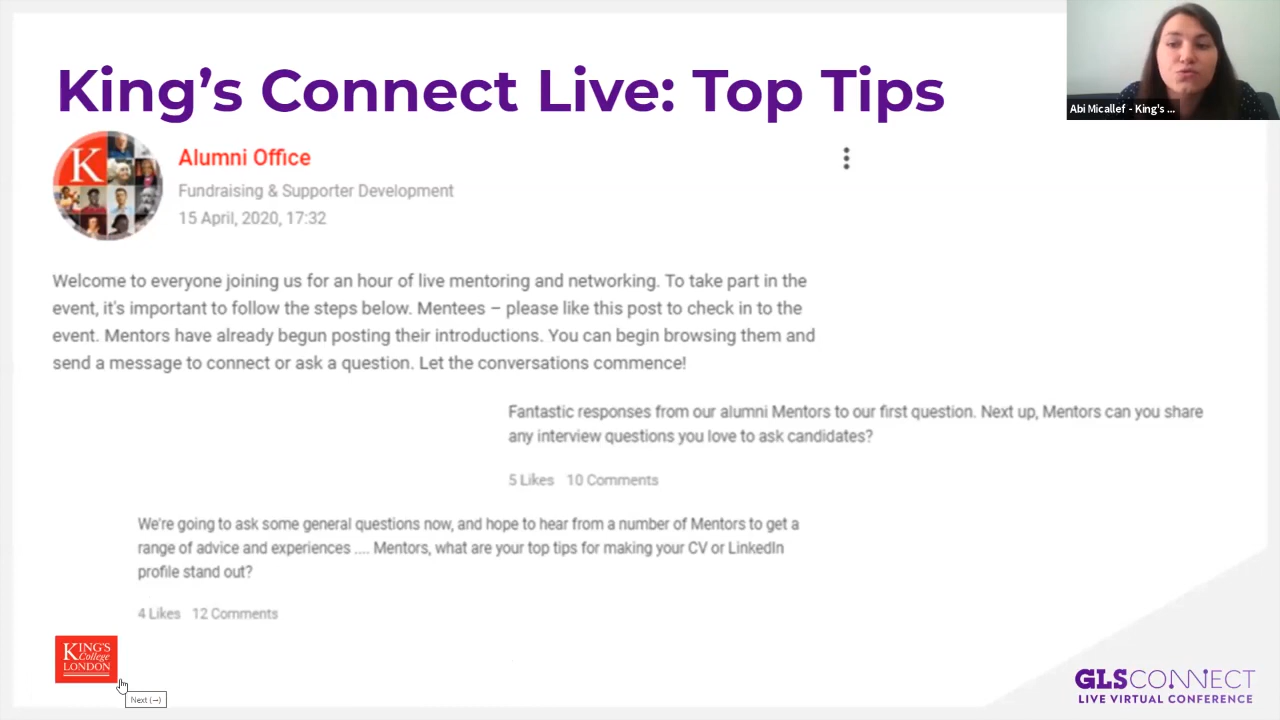 King's Connect Live: Top Tips
Abi Micallef - King's ...
K
Alumni Office
Fundraising & Supporter Development
15 April, 2020, 17:32
Welcome to everyone joining us for an hour of live mentoring and networking. To take part in the
event, it's important to follow the steps below. Mentees – please like this post to check in to the
event. Mentors have already begun posting their introductions. You can begin browsing them and
send a message to connect or ask a question. Let the conversations commence!
Fantastic responses from our alumni Mentors to our first question. Next up, Mentors can you share
any interview questions you love to ask candidates?
5 Likes 10 Comments
We're going to ask some general questions now, and hope to hear from a number of Mentors to get a
range of advice and experiences .... Mentors, what are your top tips for making your CV or LinkedIn
profile stand out?
4 Likes 12 Comments
KING'S
College
LONDON
Next (→)
GLSCONNECT
LIVE VIRTUAL CONFERENCE